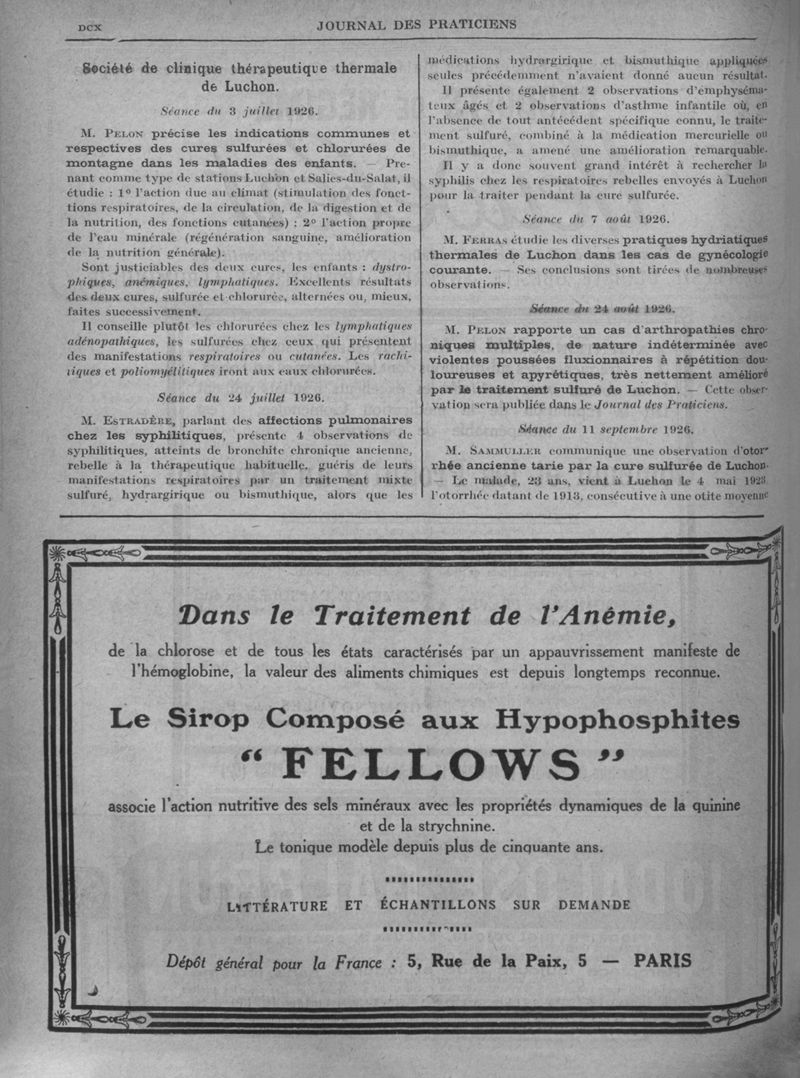 DCX
JOURNAL DES PRATICIENS
Société de clinique thérapeutique thermale
de Luchon.
Séance du 3 juillet 1926.
M. PELON précise les indications communes et
respectives des cures sulfurées et chlorurées de
montagne dans les maladies des enfants. — Pre-
nant comme type de stations Luchon et Salies-du-Salat, il
étudie : 1° l'action due au climat (stimulation des fonct-
tions respiratoires, de la circulation, de la digestion et de
la nutrition, des fonctions cutanées) ; 2° l'action propre
de l'eau minérale (régénération sanguine, amélioration
de la nutrition générale).
Sont justiciables des deux cures, les enfants : dystro-
phiques, anémiques, lymphatiques. Excellents résultats
des deux cures, sulfurée et chlorurée, alternées ou, mieux,
faites successivement.
Il conseille plutôt les chlorurées chez les lymphatiques
adénopathiques, les sulfurées chez ceux qui présentent
des manifestations respiratoires ou cutanées. Les rachi-
tiques et poliomyélitiques iront aux eaux chlorurées.
Séance du 24 juillet 1926.
M. ESTRADÈRE, parlant des affections pulmonaires
chez les syphilitiques, présente 4 observations de
syphilitiques, atteints de bronchite chronique ancienne,
rebelle à la thérapeutique habituelle, guéris de leurs
manifestations respiratoires par un traitement mixte
sulfuré, hydrargirique ou bismuthique, alors que les
médications hydrargirique et bismuthique appliquées
seules précédemment n'avaient donné aucun résultat.
Il présente également 2 observations d'emphyséma-
teux âgés et 2 observations d'asthme infantile où, en
l'absence de tout antécédent spécifique connu, le traite-
ment sulfuré, combiné à la médication mercurielle ou
bismuthique, a amené une amélioration remarquable.
Il y a donc souvent grand intérêt à rechercher la
syphilis chez les respiratoires rebelles envoyés à Luchon
pour la traiter pendant la cure sulfurée.
Séance du 7 août 1926.
M. FERRAS étudie les diverses pratiques hydriatiques
thermales de Luchon dans les cas de gynécologie
courante. — Ses conclusions sont tirées de nombreuses
observations.
Séance du 24 août 1926.
M. PELON rapporte un cas d'arthropathies chro-
niques multiples, de nature indéterminée avec
violentes poussées fluxionnaires à répétition dou-
loureuses et apyrétiques, très nettement amélioré
par le traitement sulfuré de Luchon. — Cette obser-
vation sera publiée dans le Journal des Praticiens.
Séance du 11 septembre 1926.
M. SAMMULLER communique une observation d'otor-
rhée ancienne tarie par la cure sulfurée de Luchon.
— Le malade, 23 ans, vient à Luchon le 4 mai 1923
l'otorrhée datant de 1913, consécutive à une otite moyenne
Dans le Traitement de l'Anémie,
de la chlorose et de tous les états caractérisés par un appauvrissement manifeste de
l'hémoglobine, la valeur des aliments chimiques est depuis longtemps reconnue.
Le Sirop Composé aux Hypophosphites
“ FELLOWS ”
associe l'action nutritive des sels minéraux avec les propriétés dynamiques de la quinine
et de la strychnine.
Le tonique modèle depuis plus de cinquante ans.
LITTÉRATURE ET ÉCHANTILLONS SUR DEMANDE
Dépôt général pour la France : 5, Rue de la Paix, 5 — PARIS